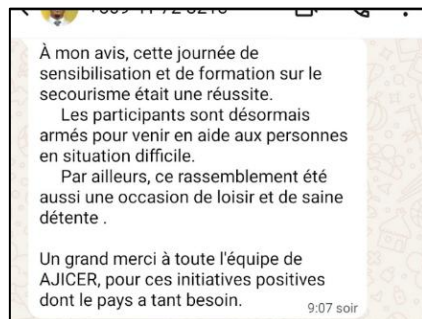 À mon avis, cette journée de
sensibilisation et de formation sur le
secourisme était une réussite.
Les participants sont désormais
armés pour venir en aide aux personnes
en situation difficile.
Par ailleurs, ce rassemblement été
aussi une occasion de loisir et de saine
détente .
Un grand merci à toute l'équipe de
AJICER, pour ces initiatives positives
dont le pays a tant besoin.
9:07 soir